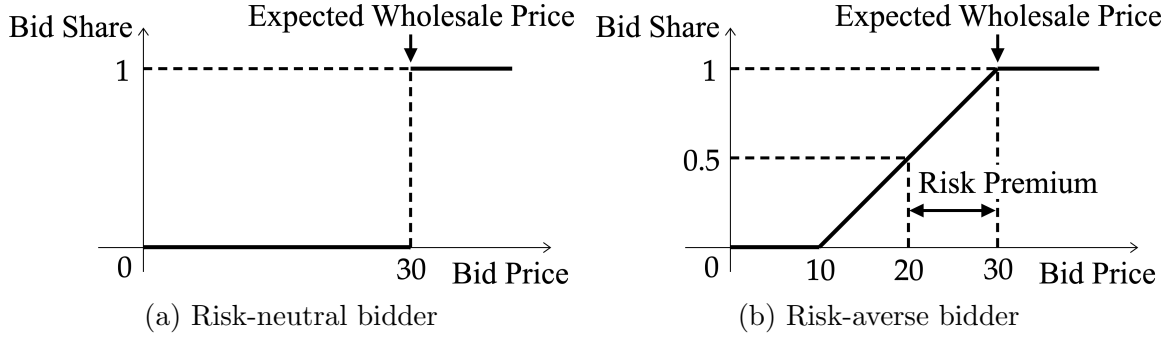 Expected Wholesale Price
Bid Share
1
0
30
Bid Price
(a) Risk-neutral bidder
Expected Wholesale Price
Bid Share
1
0.5
Risk Premium
0
10
20
30
Bid Price
(b) Risk-averse bidder